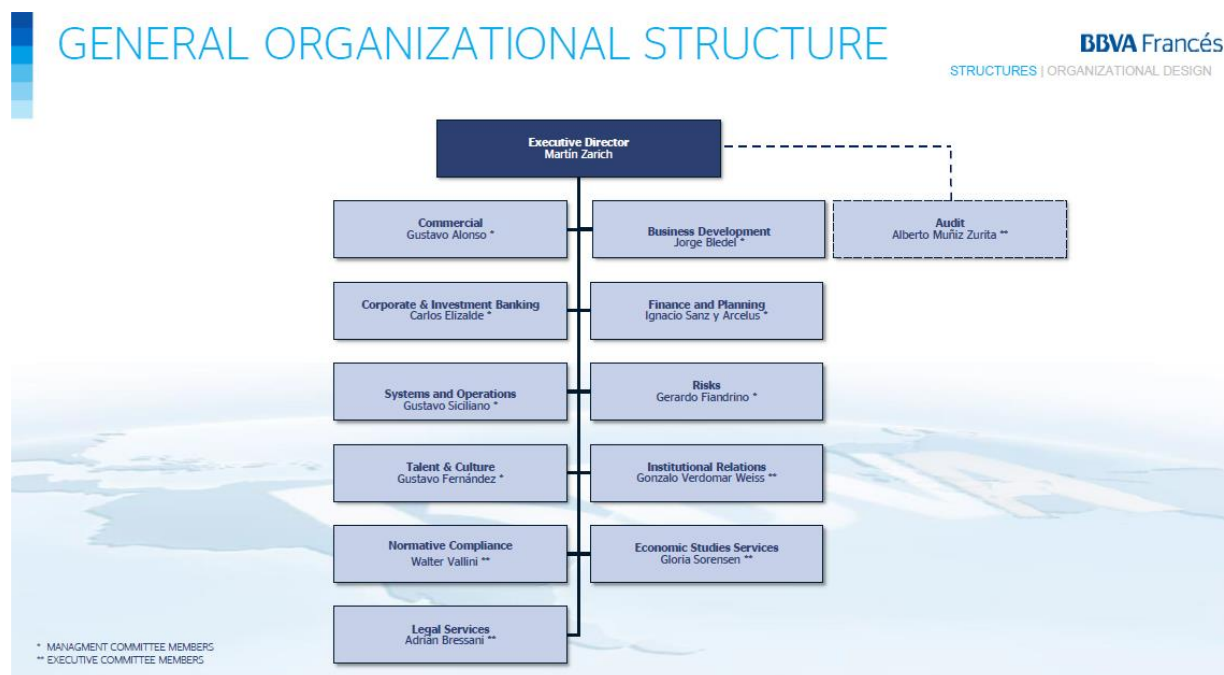 GENERAL ORGANIZATIONAL STRUCTURE
BBVA Francés
STRUCTURES | ORGANIZATIONAL DESIGN
Executive Director
Martín Zarich
Commercial
Gustavo Alonso *
Business Development
Jorge Bledel *
Audit
Alberto Muñiz Zurita **
Corporate & Investment Banking
Carlos Elizalde *
Finance and Planning
Ignacio Sanz y Arcelus *
Systems and Operations
Gustavo Siciliano *
Risks
Gerardo Fiandrino *
Talent & Culture
Gustavo Fernández *
Institutional Relations
Gonzalo Verdomar Weiss **
Normative Compliance
Walter Vallini **
Economic Studies Services
Gloria Sorensen **
Legal Services
Adrián Bressani **
* MANAGMENT COMMITTEE MEMBERS
** EXECUTIVE COMMITTEE MEMBERS